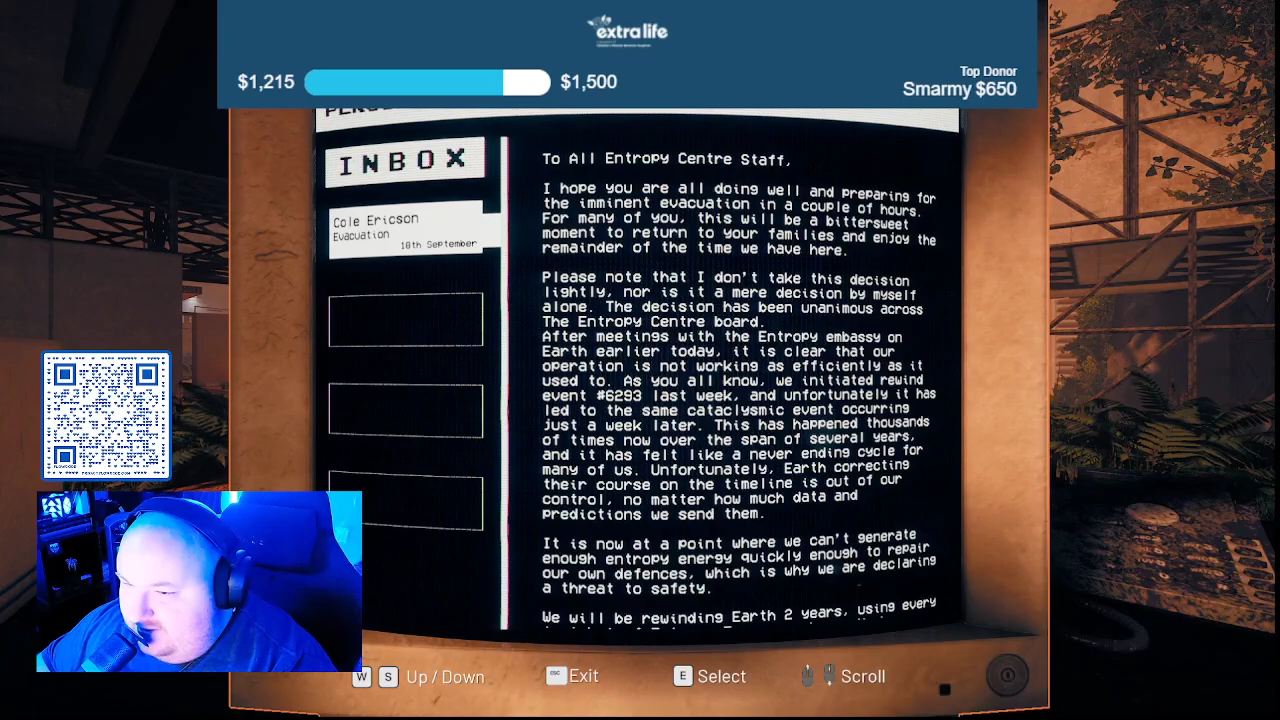 extralife
$1,215
$1,500
Top Donor
Smarmy $650
INBOX
Cole Ericson
Evacuation
10th September
To All Entropy Centre Staff,
I hope you are all doing well and preparing for
the imminent evacuation in a couple of hours.
For many of you, this will be a bittersweet
moment to return to your families and enjoy the
remainder of the time we have here.
Please note that I don't take this decision
lightly, nor is it a mere decision by myself
alone. The decision has been unanimous across
The Entropy Centre board.
After meetings with the Entropy embassy on
Earth earlier today, it is clear that our
operation is not working as efficiently as it
used to. As you all know, we initiated rewind
event #6293 last week, and unfortunately it has
led to the same cataclysmic event occurring
just a week later. This has happened thousands
of times now over the span of several years,
and it has felt like a never ending cycle for
many of us. Unfortunately, Earth correcting
their course on the timeline is out of our
control, no matter how much data and
predictions we send them.
It is now at a point where we can't generate
enough entropy energy quickly enough to repair
our own defences, which is why we are declaring
a threat to safety.
We will be rewinding Earth 2 years, using every
W S Up / Down
ESC Exit
E Select
Scroll